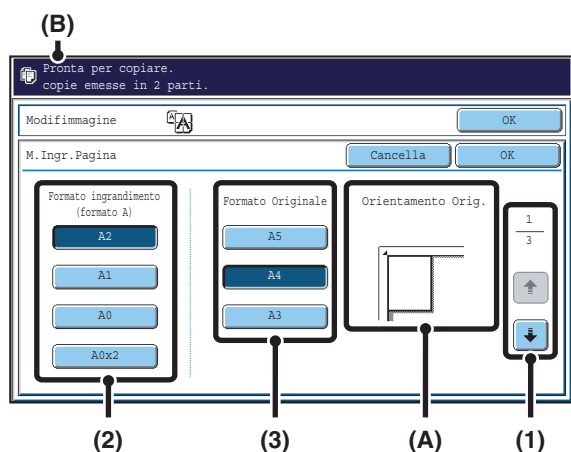 (B)
Pronta per copiare.
copie emesse in 2 parti.
Modifimmagine
A
A
OK
M.Ingr.Pagina
Cancella
OK
Formato ingrandimento
(formato A)
A2
A1
A0
A0x2
Formato Originale
A5
A4
A3
Orientamento Orig.
1
3
(2)
(3)
(A)
(1)